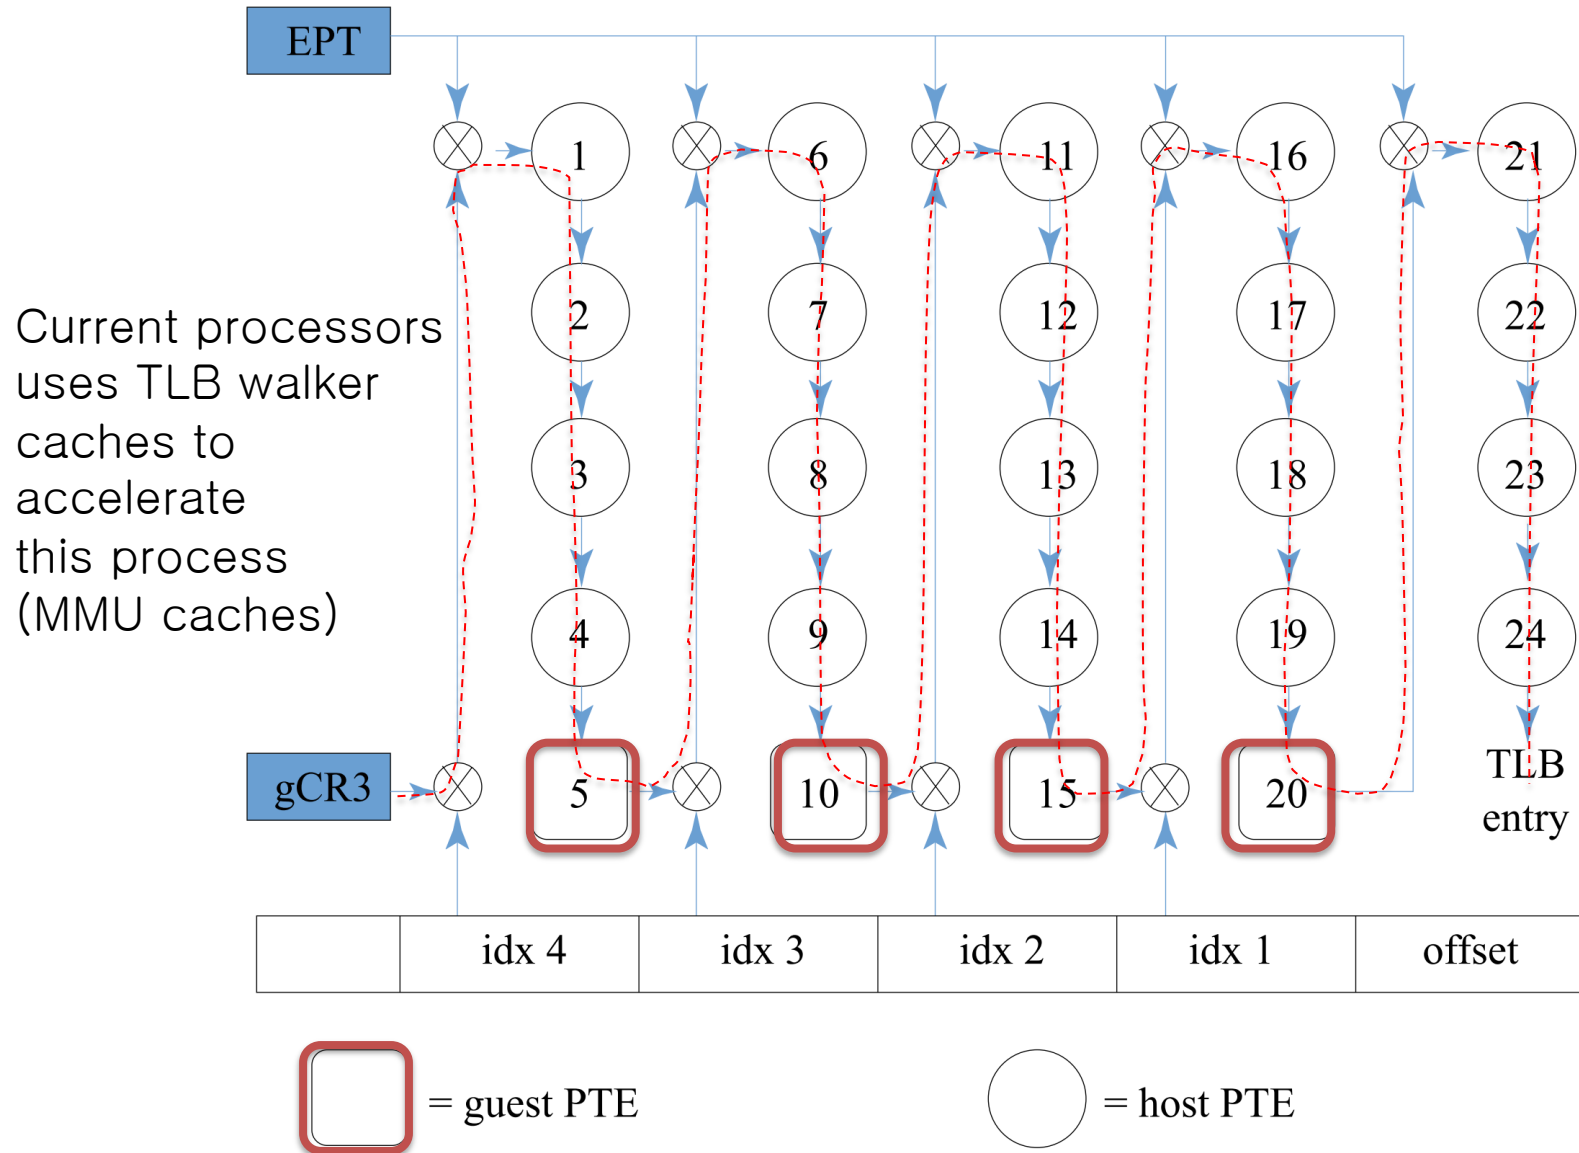 EPT
1
6
11
16
21
2
7
12
17
22
Current processors
uses TLB walker
caches to
accelerate
this process
(MMU caches)
3
8
13
18
23
4
9
14
19
24
gCR3
5
10
15
20
TLB
entry
idx 4
idx 3
idx 2
idx 1
offset
= guest PTE
= host PTE